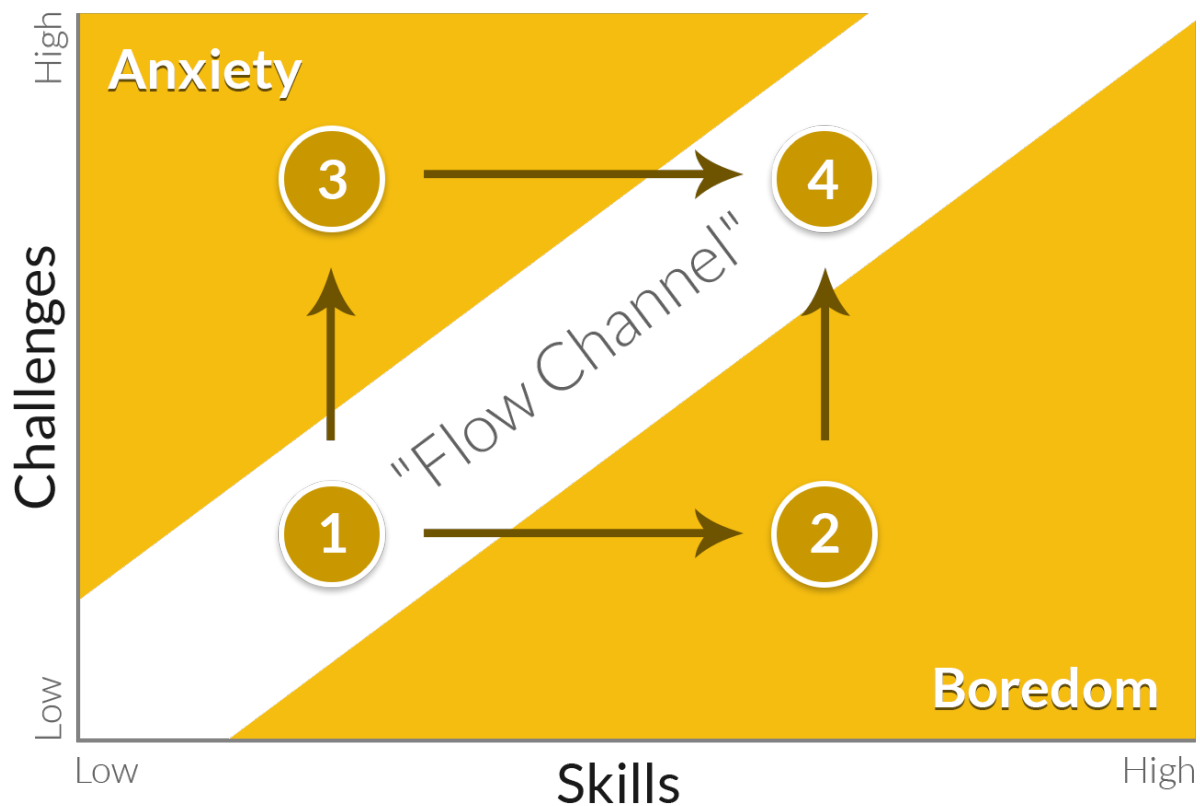 High
Anxiety
3
4
Challenges
"Flow Channel"
1
2
Low
Boredom
Low
Skills
High